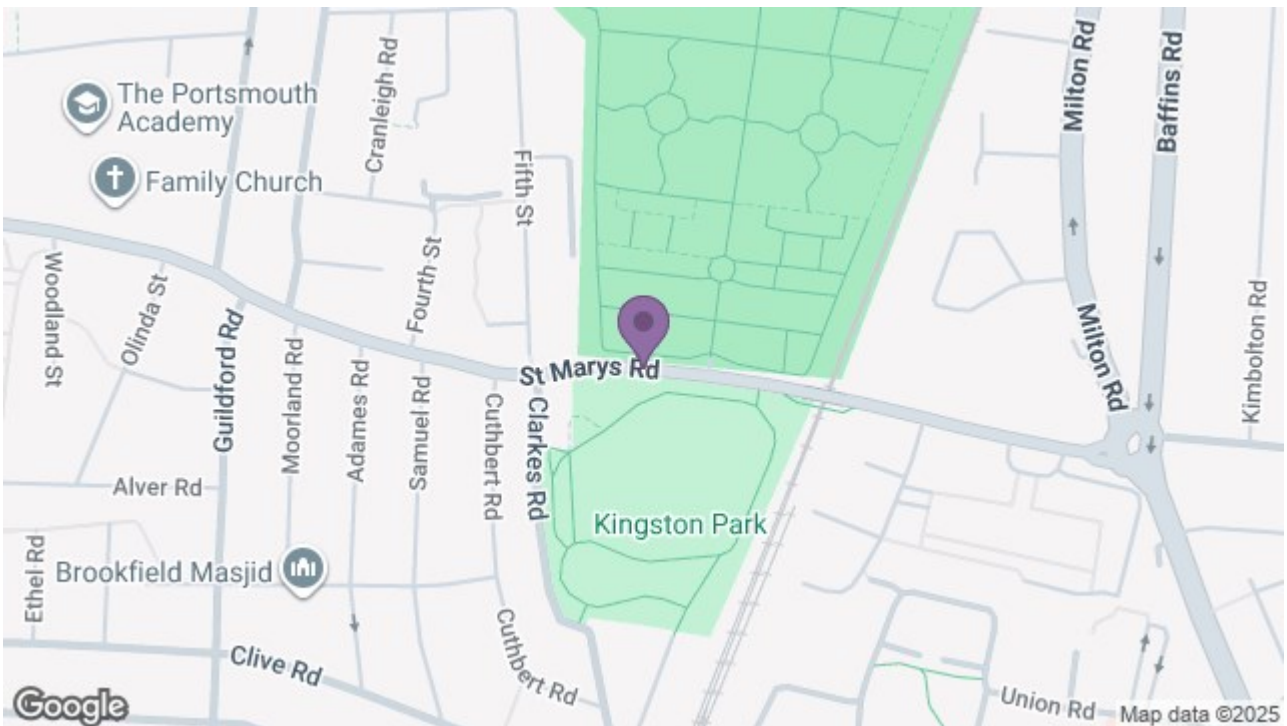 The Portsmouth
Academy
Family Church
Cranleigh Rd
Fifth St
Fourth St
Milton Rd
Baffins Rd
Woodland St
Olinda St
Guildford Rd
Moorland Rd
Adames Rd
Samuel Rd
Cuthbert Rd
Clarkes Rd
St Marys Rd
Milton Rd
Kimbolton Rd
Alver Rd
Kingston Park
Ethel Rd
Brookfield Masjid
Cuthbert Rd
Clive Rd
Union Rd
Google
Map data ©2025